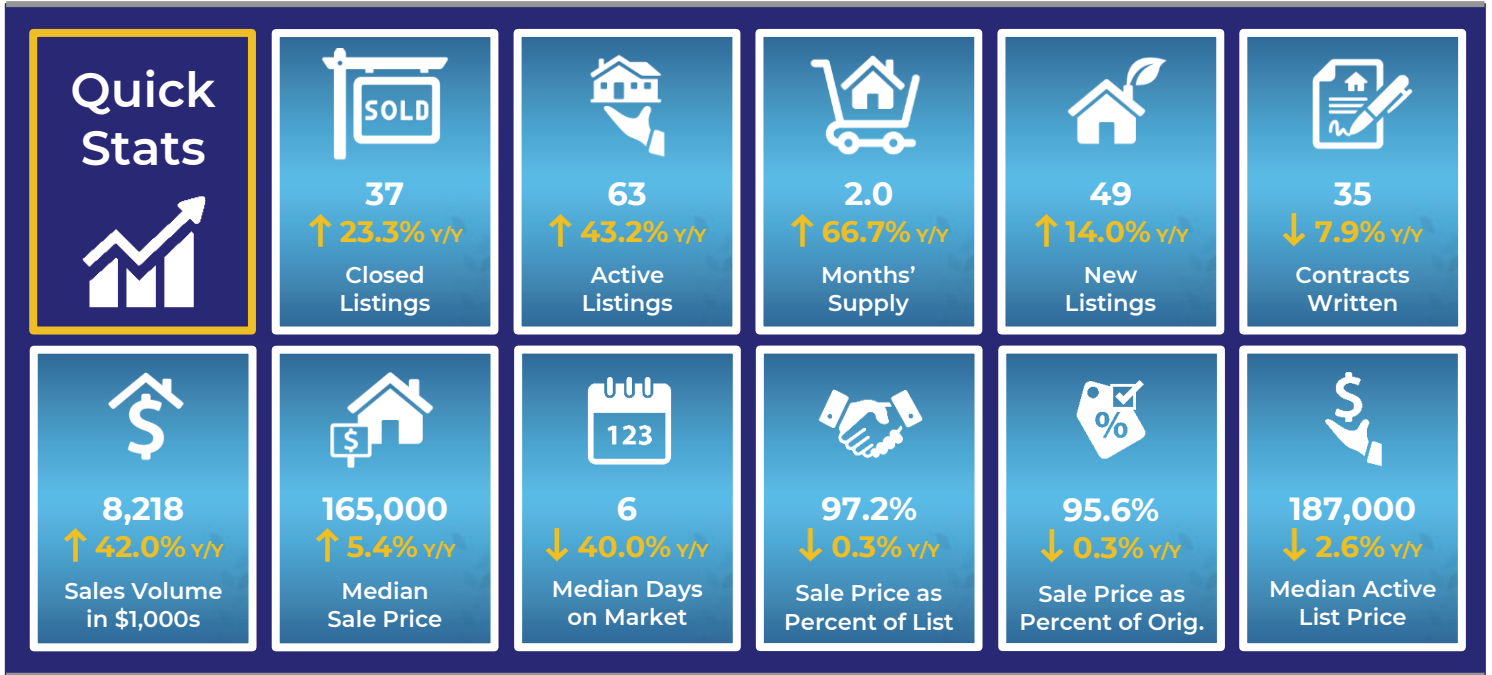 Quick
Stats
SOLD
37
↑ 23.3% Y/Y
Closed
Listings
63
↑ 43.2% Y/Y
Active
Listings
2.0
↑ 66.7% Y/Y
Months’
Supply
49
↑ 14.0% Y/Y
New
Listings
35
↓ 7.9% Y/Y
Contracts
Written
$
8,218
↑ 42.0% Y/Y
Sales Volume
in $1,000s
$
165,000
↑ 5.4% Y/Y
Median
Sale Price
123
6
↓ 40.0% Y/Y
Median Days
on Market
97.2%
↓ 0.3% Y/Y
Sale Price as
Percent of List
%
95.6%
↓ 0.3% Y/Y
Sale Price as
Percent of Orig.
$
187,000
↓ 2.6% Y/Y
Median Active
List Price